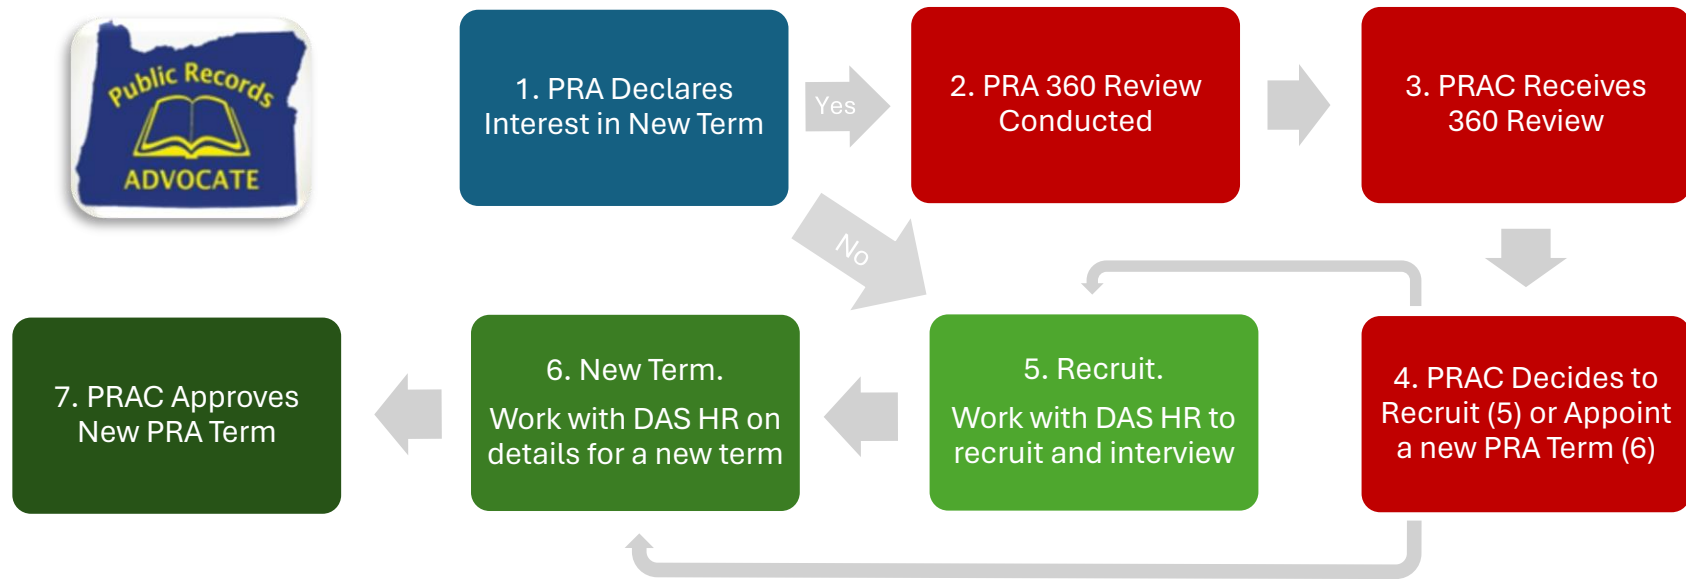 Public Records
ADVOCATE
1. PRA Declares
Interest in New Term
Yes
2. PRA 360 Review
Conducted
3. PRAC Receives
360 Review
No
7. PRAC Approves
New PRA Term
6. New Term.
Work with DAS HR on
details for a new term
5. Recruit.
Work with DAS HR to
recruit and interview
4. PRAC Decides to
Recruit (5) or Appoint
a new PRA Term (6)